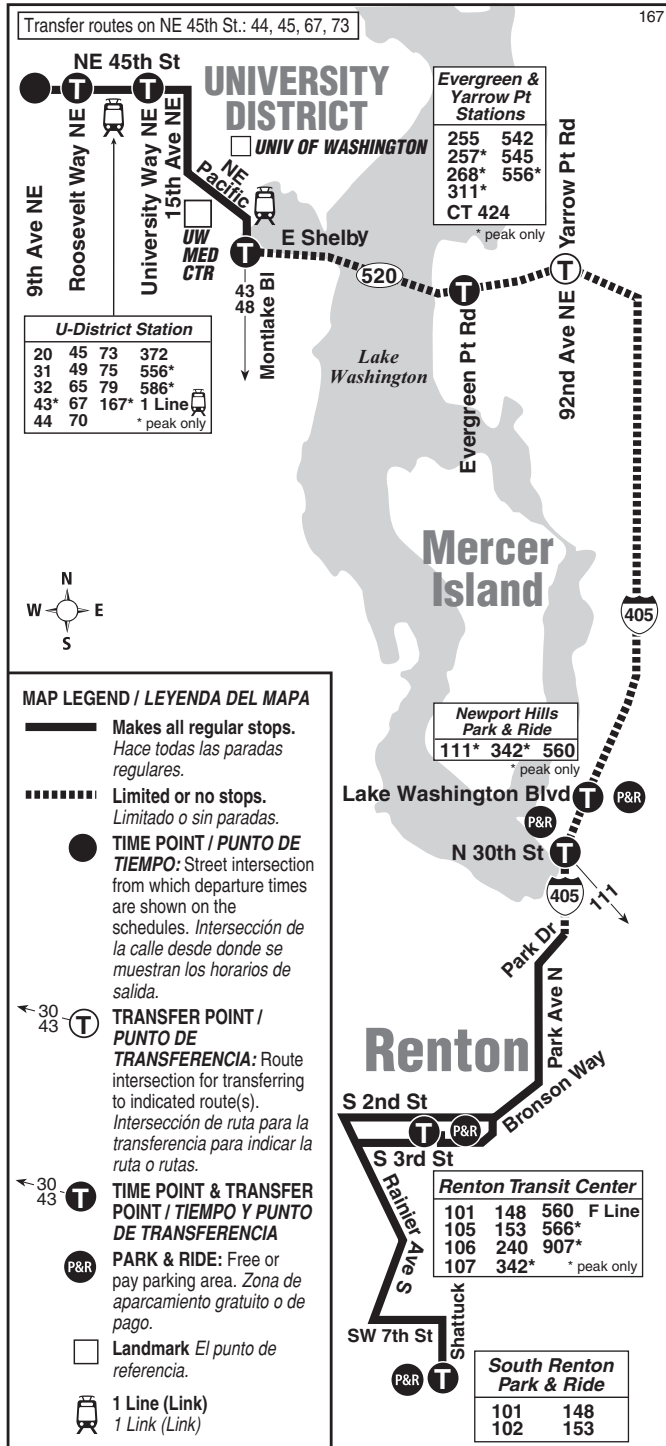 167
Transfer routes on NE 45th St.: 44, 45, 67, 73
NE 45th St
UNIVERSITY
DISTRICT
UNIV OF WASHINGTON
9th Ave NE
Roosevelt Way NE
University Way NE
15th Ave NE
NE
Pacific
UW
MED
CTR
E Shelby
520
43
48
Montlake Bl
Evergreen &
Yarrow Pt
Stations
255 542
257* 545
268* 556*
311*
CT 424
* peak only
Yarrow Pt Rd
92nd Ave NE
Evergreen Pt Rd
Lake
Washington
U-District Station
20 45 73 372
31 49 75 556*
32 65 79 586*
43* 67 167* 1 Line
44 70 * peak only
N
W E
S
Mercer
Island
405
Newport Hills
Park & Ride
111* 342* 560
* peak only
Lake Washington Blvd
T
P&R
P&R
N 30th St
T
405
111
Park Dr
Park Ave N
Renton
Bronson Way
S 2nd St
T
P&R
S 3rd St
Rainier Ave S
Renton Transit Center
101 148 560 F Line
105 153 566*
106 240 907*
107 342* * peak only
SW 7th St
Shattuck
P&R
T
South Renton
Park & Ride
101 148
102 153
MAP LEGEND / LEYENDA DEL MAPA
Makes all regular stops.
Hace todas las paradas
regulares.
Limited or no stops.
Limitado o sin paradas.
TIME POINT / PUNTO DE
TIEMPO: Street intersection
from which departure times
are shown on the
schedules. Intersección de
la calle desde donde se
muestran los horarios de
salida.
30
43
T
TRANSFER POINT /
PUNTO DE
TRANSFERENCIA: Route
intersection for transferring
to indicated route(s).
Intersección de ruta para la
transferencia para indicar la
ruta o rutas.
30
43
T
TIME POINT & TRANSFER
POINT / TIEMPO Y PUNTO
DE TRANSFERENCIA
P&R
PARK & RIDE: Free or
pay parking area. Zona de
aparcamiento gratuito o de
pago.
Landmark El punto de
referencia.
1 Line (Link)
1 Link (Link)